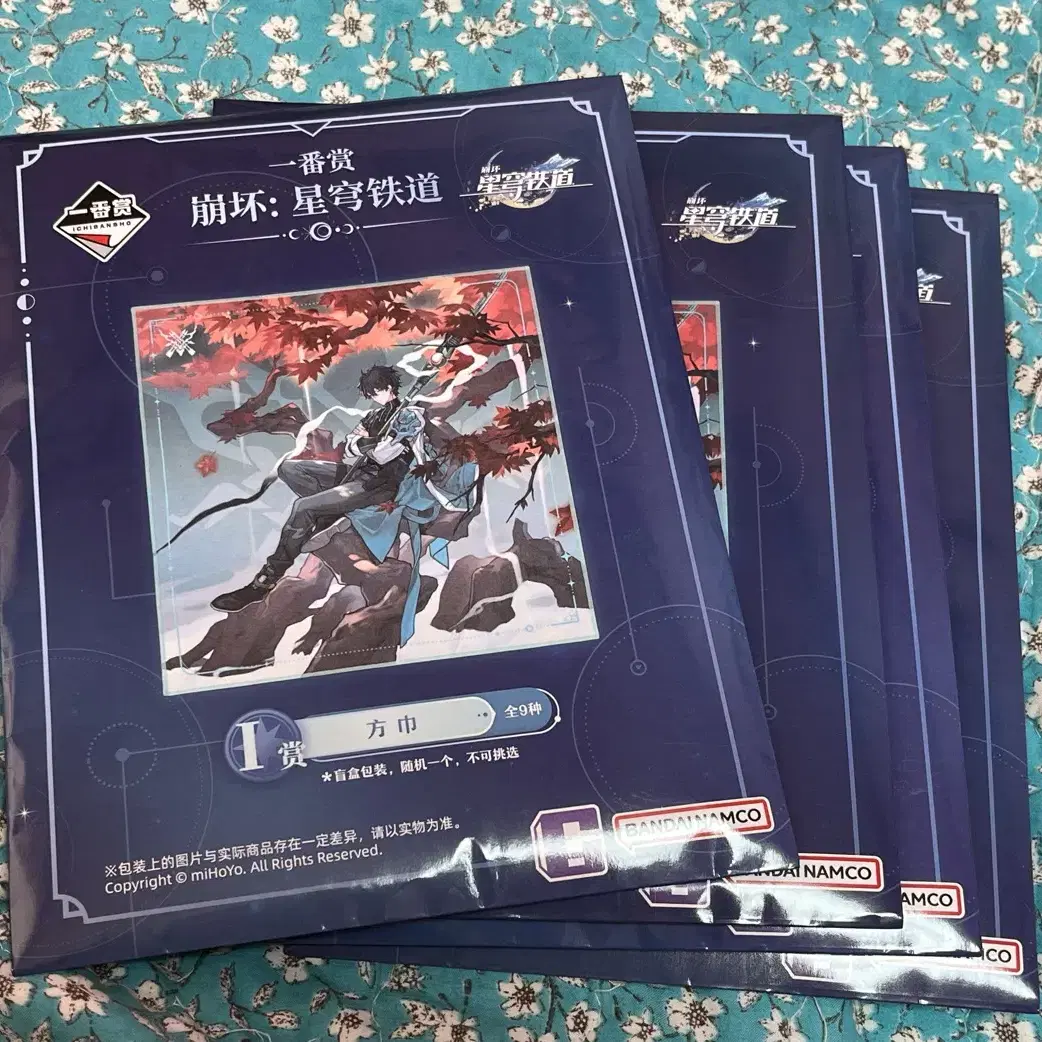 一番赏
崩坏：星穹铁道
一番赏
ICHIBANSHO
崩坏
星穹铁道
崩坏
星穹铁道
道
I赏
方巾
全9种
*盲盒包装，随机一个，不可挑选
※包装上的图片与实际商品存在一定差异，请以实物为准。
Copyright © miHoYo. All Rights Reserved.
BANDAI NAMCO
BANDAI NAMCO
AMCO
MCO